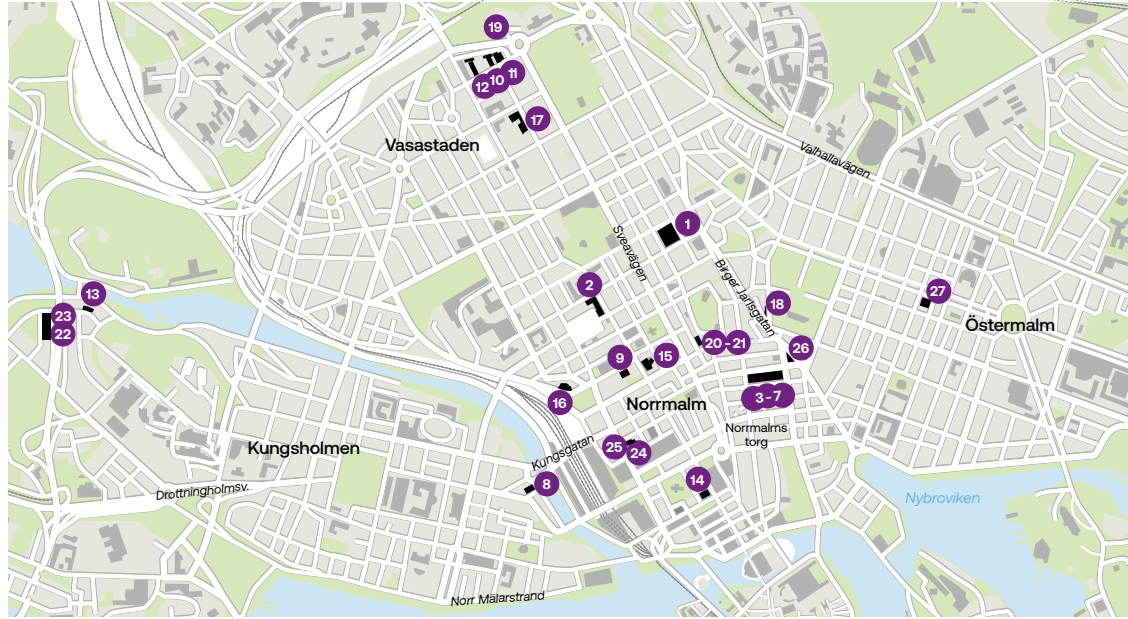 19
11
10
12
17
Vasastaden
Valhallavägen
1
Sveavägen
Birger Jarlsgatan
2
13
27
18
23
22
Östermalm
20-21
26
9
15
16
3-7
Norrmalm
Norrmalms
torg
Kungsholmen
25
24
Kungsgatan
14
8
Drottningholmsv.
Nybroviken
Norr Mälarstrand